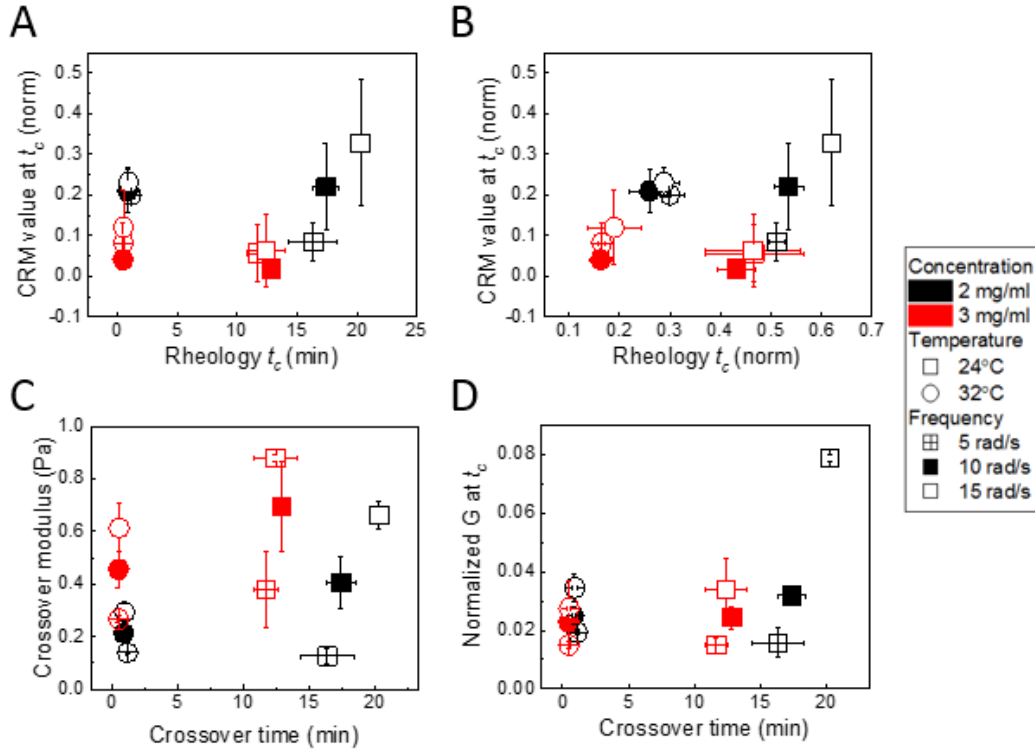 A
B
CRM value at tc (norm)
0.5
0.4
0.3
0.2
0.1
0.0
-0.1
0 5 10 15 20 25
Rheology tc (min)
CRM value at tc (norm)
0.5
0.4
0.3
0.2
0.1
0.0
-0.1
0.1 0.2 0.3 0.4 0.5 0.6 0.7
Rheology tc (norm)
Concentration
2 mg/ml
3 mg/ml
Temperature
24°C
32°C
Frequency
5 rad/s
10 rad/s
15 rad/s
C
D
Crossover modulus (Pa)
1.0
0.8
0.6
0.4
0.2
0.0
0 5 10 15 20
Crossover time (min)
Normalized G at tc
0.08
0.06
0.04
0.02
0.00
0 5 10 15 20
Crossover time (min)